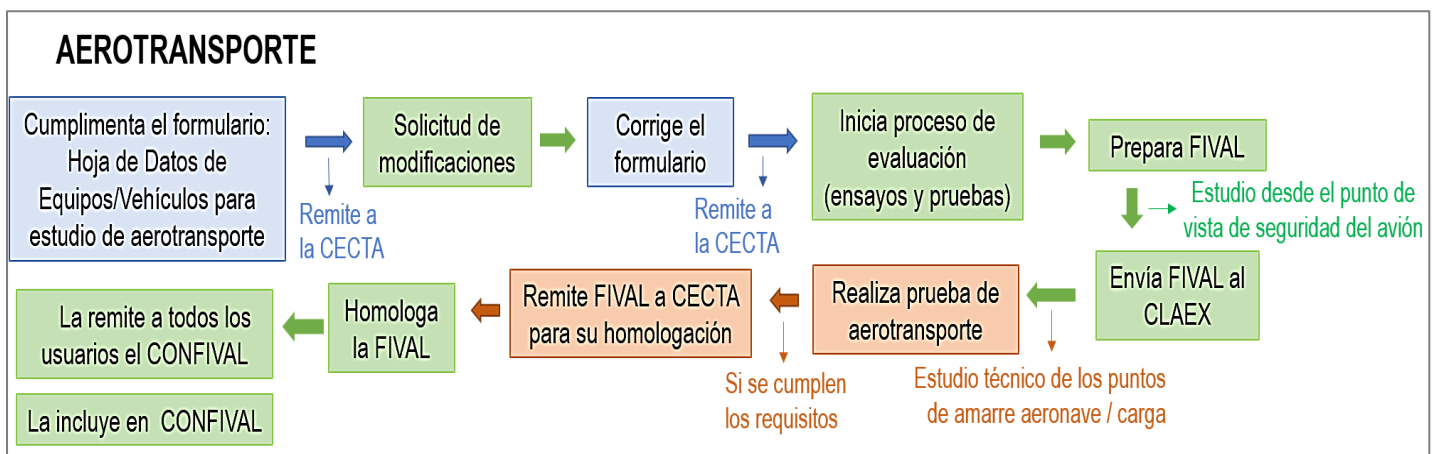 AEROTRANSPORTE
Cumplimenta el formulario:
Hoja de Datos de
Equipos/Vehículos para
estudio de aerotransporte
Remite a
la CECTA
Solicitud de
modificaciones
Corrige el
formulario
Remite a
la CECTA
Inicia proceso de
evaluación
(ensayos y pruebas)
Prepara FIVAL
Estudio desde el punto de
vista de seguridad del avión
Envía FIVAL al
CLAEX
Estudio técnico de los puntos
de amarre aeronave / carga
Realiza prueba de
aerotransporte
Si se cumplen
los requisitos
Remite FIVAL a CECTA
para su homologación
Homologa
la FIVAL
La remite a todos los
usuarios el CONFIVAL
La incluye en CONFIVAL